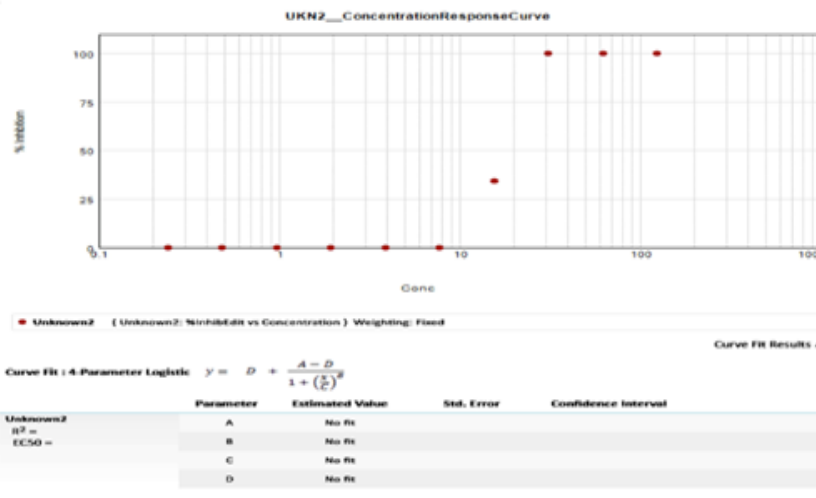 UKN2__ConcentrationResponseCurve
100
75
50
25
0
% Inhibition
0.1 1 10 100 100
Conc
Unknown2 ( Unknown2: %InhibEdit vs Concentration ) Weighting: Fixed
Curve Fit Results
Curve Fit : 4-Parameter Logistic y = D + A - D / 1 + (x/C)^B
Parameter Estimated Value Std. Error Confidence Interval
Unknown2
R² =
EC50 =
A No fit
B No fit
C No fit
D No fit